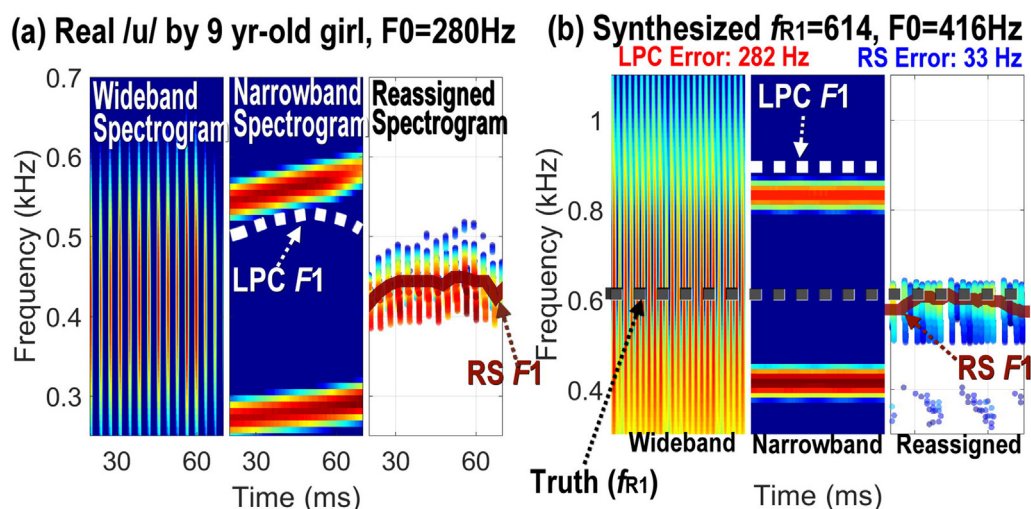 (a) Real /u/ by 9 yr-old girl, F0=280Hz
Wideband
Spectrogram
Narrowband
Spectrogram
Reassigned
Spectrogram
0.7
0.6
0.5
0.4
0.3
Frequency (kHz)
LPC F1
RS F1
30
60
30
60
30
60
Time (ms)
(b) Synthesized fR1=614, F0=416Hz
LPC Error: 282 Hz
RS Error: 33 Hz
1
0.8
0.6
0.4
Frequency (kHz)
LPC F1
RS F1
Wideband
Narrowband
Reassigned
Truth (fR1)
Time (ms)